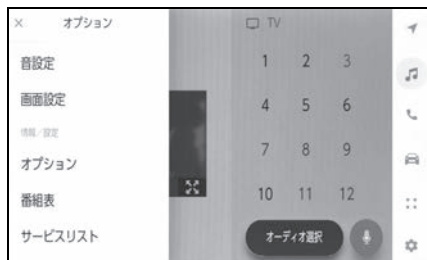 × オプション
音設定
画面設定
情報/設定
オプション
番組表
サービスリスト
TV
1 2 3
4 5 6
7 8 9
10 11 12
オーディオ選択